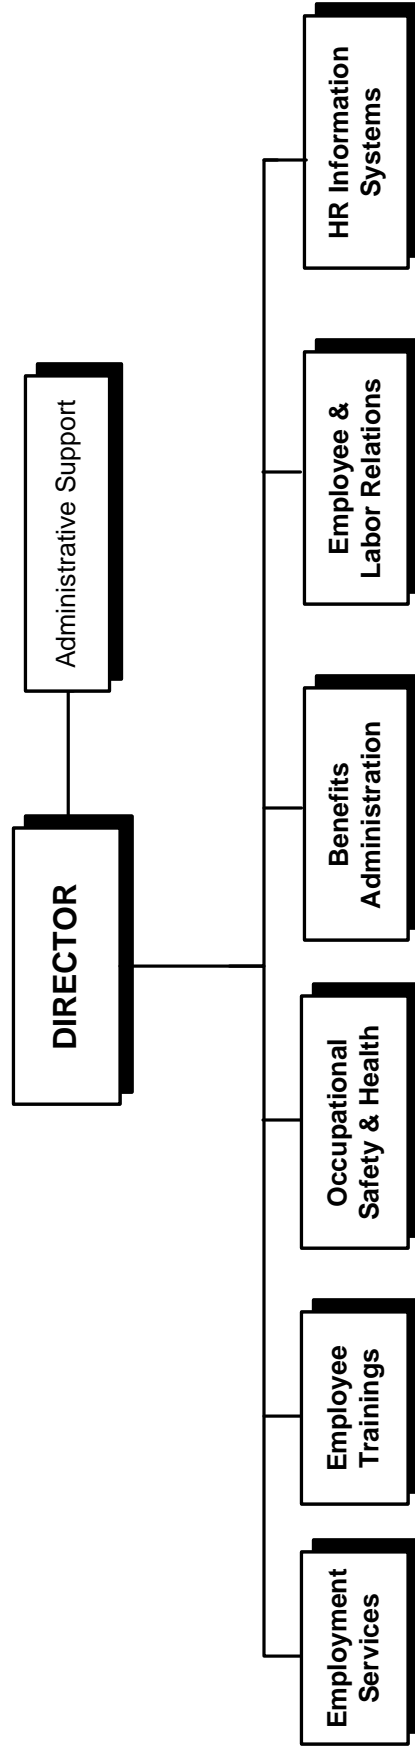 DIRECTOR
Administrative Support
Employment
Services
Employee
Trainings
Occupational
Safety & Health
Benefits
Administration
Employee &
Labor Relations
HR Information
Systems